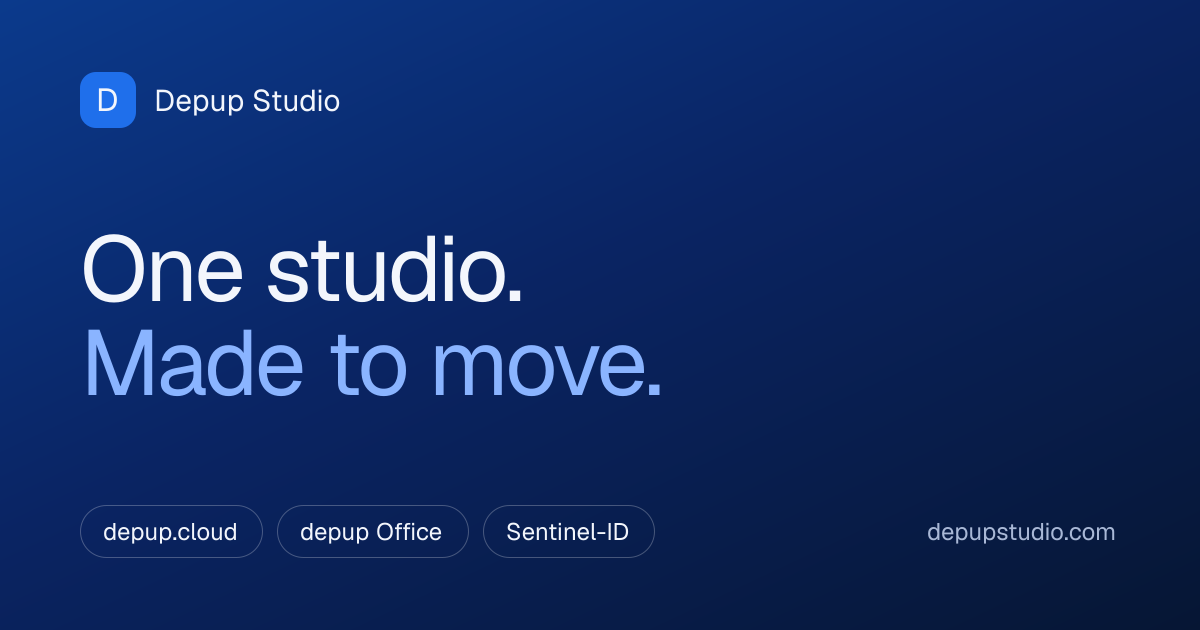 D
Depup Studio
One studio.
Made to move.
depup.cloud
depup Office
Sentinel-ID
depupstudio.com